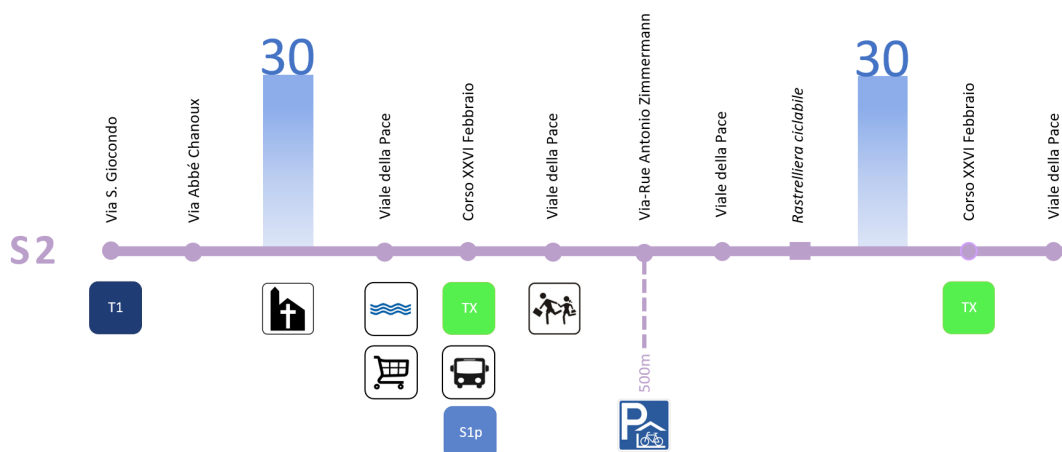 30
30
Via S. Giocondo
Via Abbé Chanoux
Viale della Pace
Corso XXVI Febbraio
Viale della Pace
Via-Rue Antonio Zimmermann
Viale della Pace
Rastrelliera ciclabile
Corso XXVI Febbraio
Viale della Pace
S2
T1
TX
TX
500m
S1p
P